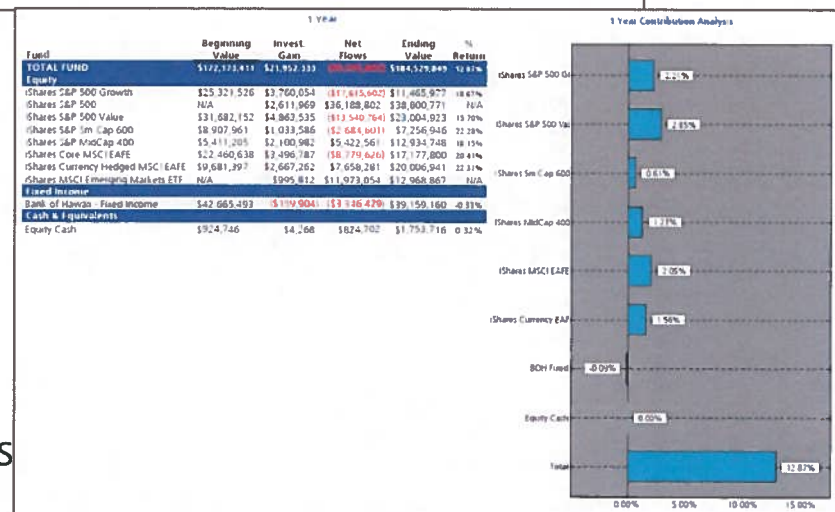 1 Year
Beginning Invest. Net Ending %
Fund Value Gain Flows Value Return
TOTAL FUND $21,952,333 $184,529,849 12.87%
Equity
iShares S&P 500 Growth $25,321,526 $3,760,054 ($17,615,602) $11,465,977 18.67%
iShares S&P 500 N/A $2,611,969 $36,188,802 $38,800,771 N/A
iShares S&P 500 Value $31,682,152 $4,862,535 ($13,540,764) $23,004,923 15.70%
iShares S&P Sm Cap 600 $8,907,961 $1,033,586 ($2,684,601) $7,256,946 22.28%
iShares S&P MidCap 400 $5,411,205 $2,100,982 $5,422,561 $12,934,748 18.15%
iShares Core MSCI EAFE $22,460,638 $3,496,787 ($8,779,626) $17,177,800 20.41%
iShares Currency Hedged MSCI EAFE $9,681,397 $2,667,262 $7,658,281 $20,006,941 22.31%
iShares MSCI Emerging Markets ETF N/A $995,812 $11,973,054 $12,968,867 N/A
Fixed Income
Bank of Hawaii - Fixed Income $42,665,493 ($159,904) ($3,346,429) $39,159,160 -0.33%
Cash & Equivalents
Equity Cash $924,746 $4,268 $824,702 $1,753,716 0.32%
1 Year Contribution Analysis
iShares S&P 500 Gr 2.21%
iShares S&P 500 Val 2.85%
iShares Sm Cap 600 0.61%
iShares MidCap 400 1.23%
iShares MSCI EAFE 2.05%
iShares Currency EAF 1.56%
BOH Fixed -0.09%
Equity Cash 0.00%
Total 12.87%
0.00% 5.00% 10.00% 15.00%
S